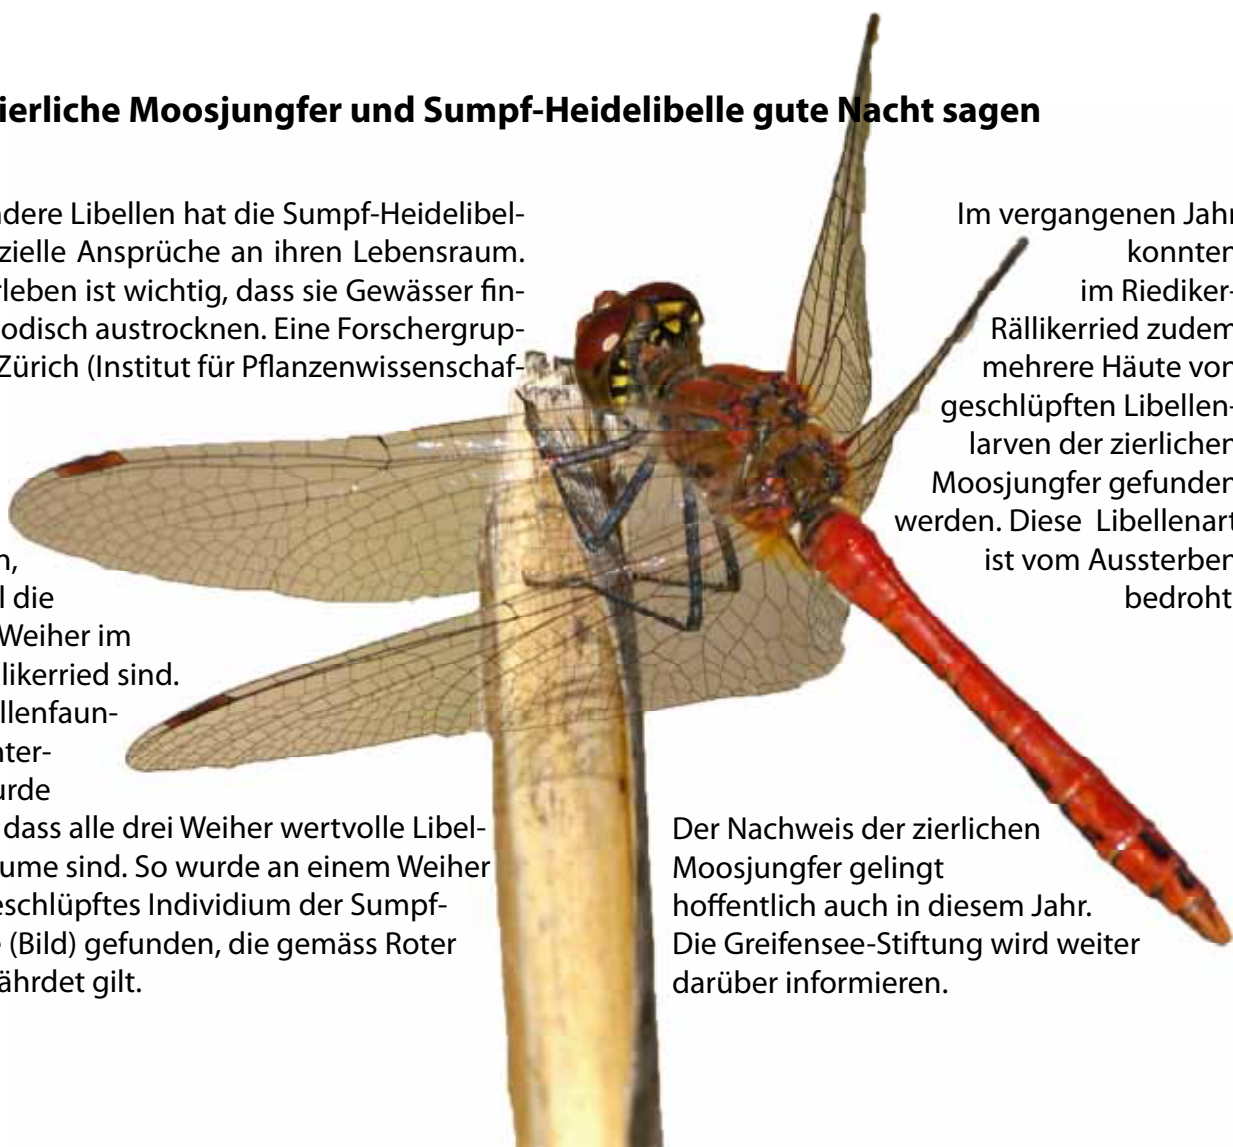 ierliche Moosjungfer und Sumpf-Heidelibelle gute Nacht sagen
dere Libellen hat die Sumpf-Heidelibel-
zielle Ansprüche an ihren Lebensraum.
rleben ist wichtig, dass sie Gewässer fin-
odisch austrocknen. Eine Forschergrup-
Zürich (Institut für Pflanzenwissenschaf-
n,
l die
Weiher im
likerried sind.
llenfaun-
nter-
urde
dass alle drei Weiher wertvolle Libel-
ume sind. So wurde an einem Weiher
eschlüpftes Individium der Sumpf-
e (Bild) gefunden, die gemäss Roter
ährdet gilt.
Im vergangenen Jahr
konnten
im Riediker-
Rällikerried zudem
mehrere Häute von
geschlüpften Libellen-
larven der zierlichen
Moosjungfer gefunden
werden. Diese Libellenart
ist vom Aussterben
bedroht
Der Nachweis der zierlichen
Moosjungfer gelingt
hoffentlich auch in diesem Jahr.
Die Greifensee-Stiftung wird weiter
darüber informieren.